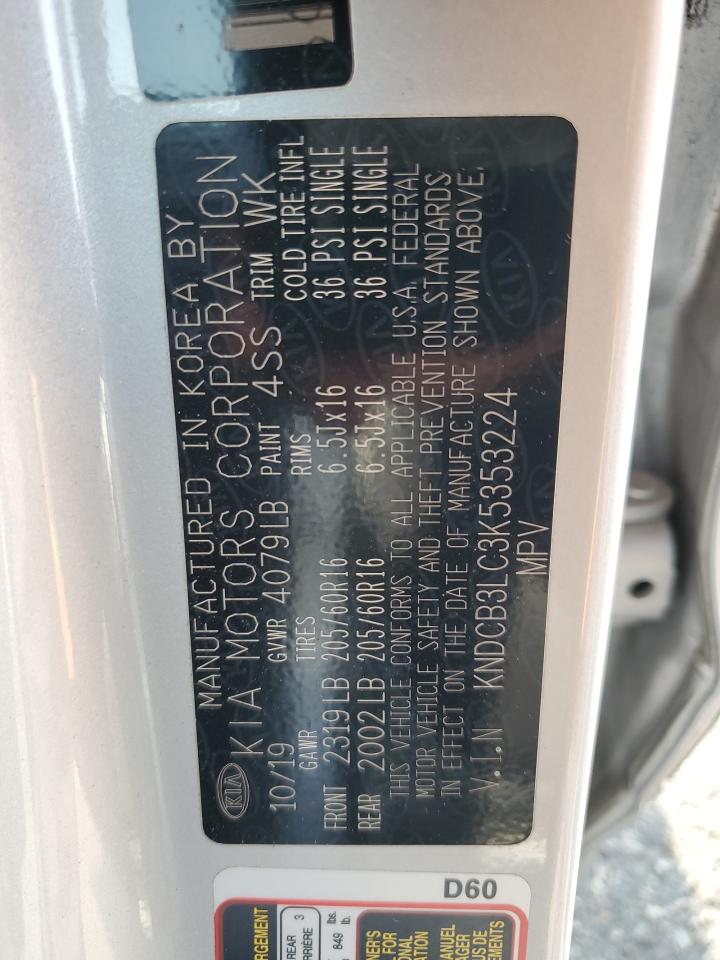 MANUFACTURED IN KOREA BY
KIA KIA MOTORS CORPORATION
10/19 GVWR 4079LB PAINT 4SS TRIM WK
GAWR TIRES RIMS COLD TIRE INFL
FRONT 2319LB 205/60R16 6.5Jx16 36 PSI SINGLE
REAR 2002LB 205/60R16 6.5Jx16 36 PSI SINGLE
THIS VEHICLE CONFORMS TO ALL APPLICABLE U.S.A. FEDERAL
MOTOR VEHICLE SAFETY AND THEFT PREVENTION STANDARDS
IN EFFECT ON THE DATE OF MANUFACTURE SHOWN ABOVE.
V.I.N KNDCB3LC3K5353224
MPV
D60
REAR 3
849 lbs.